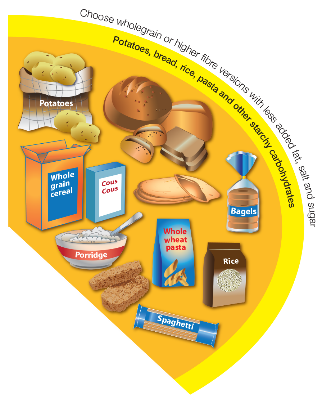 Choose wholegrain or higher fibre versions with less added fat, salt and sugar
Potatoes, bread, rice, pasta and other starchy carbohydrates
Potatoes
Whole
grain
cereal
Cous
Cous
Bagels
Porridge
Whole
wheat
pasta
Rice
Spaghetti